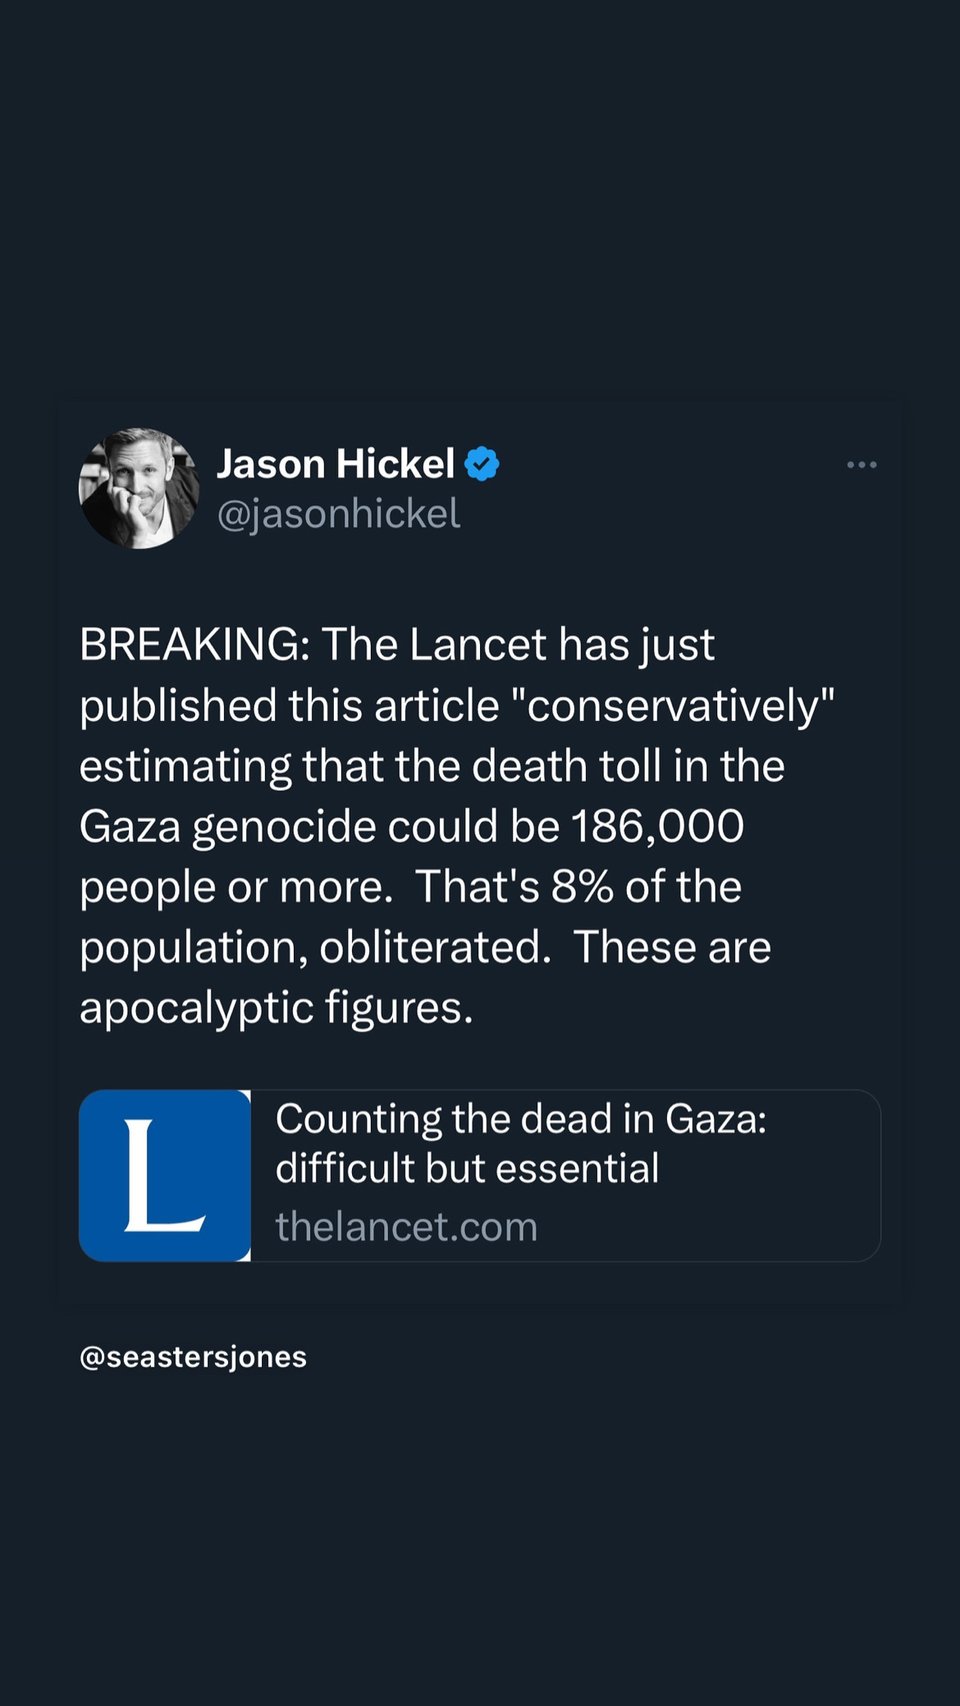 Jason Hickel
@jasonhickel
BREAKING: The Lancet has just
published this article "conservatively"
estimating that the death toll in the
Gaza genocide could be 186,000
people or more.  That's 8% of the
population, obliterated.  These are
apocalyptic figures.
L
Counting the dead in Gaza:
difficult but essential
thelancet.com
@seastersjones